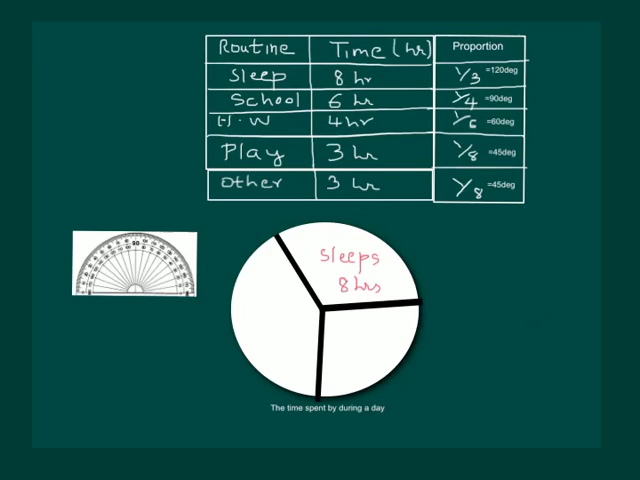 Routine Time (hr) Proportion
Sleep 8 hr 1/3 =120deg
School 6 hr 1/4 =90deg
H.W 4hr 1/6 =60deg
Play 3 hr 1/8 =45deg
other 3 hr 1/8 =45deg
90
Sleeps
8 hrs
The time spent by during a day